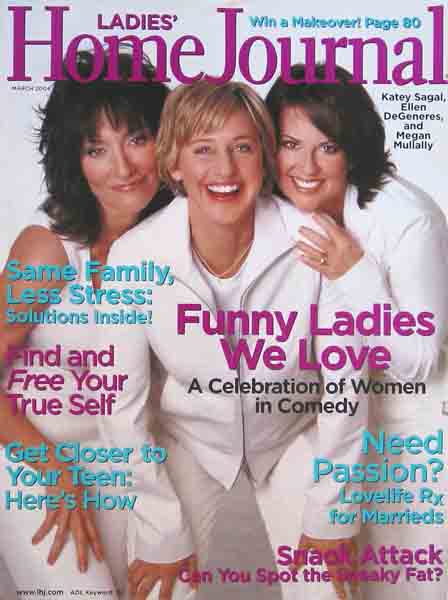 LADIES'
Win a Makeover! Page 80
Home Journal
MARCH 2004
Katey Sagal,
Ellen
DeGeneres,
and
Megan
Mullally
Same Family,
Less Stress:
Solutions Inside!
Funny Ladies
We Love
A Celebration of Women
in Comedy
Find and
Free Your
True Self
Get Closer to
Your Teen:
Here's How
Need
Passion?
Lovelife Rx
for Marrieds
Snack Attack
Can You Spot the Sneaky Fat?
www.lhj.com AOL Keyword: